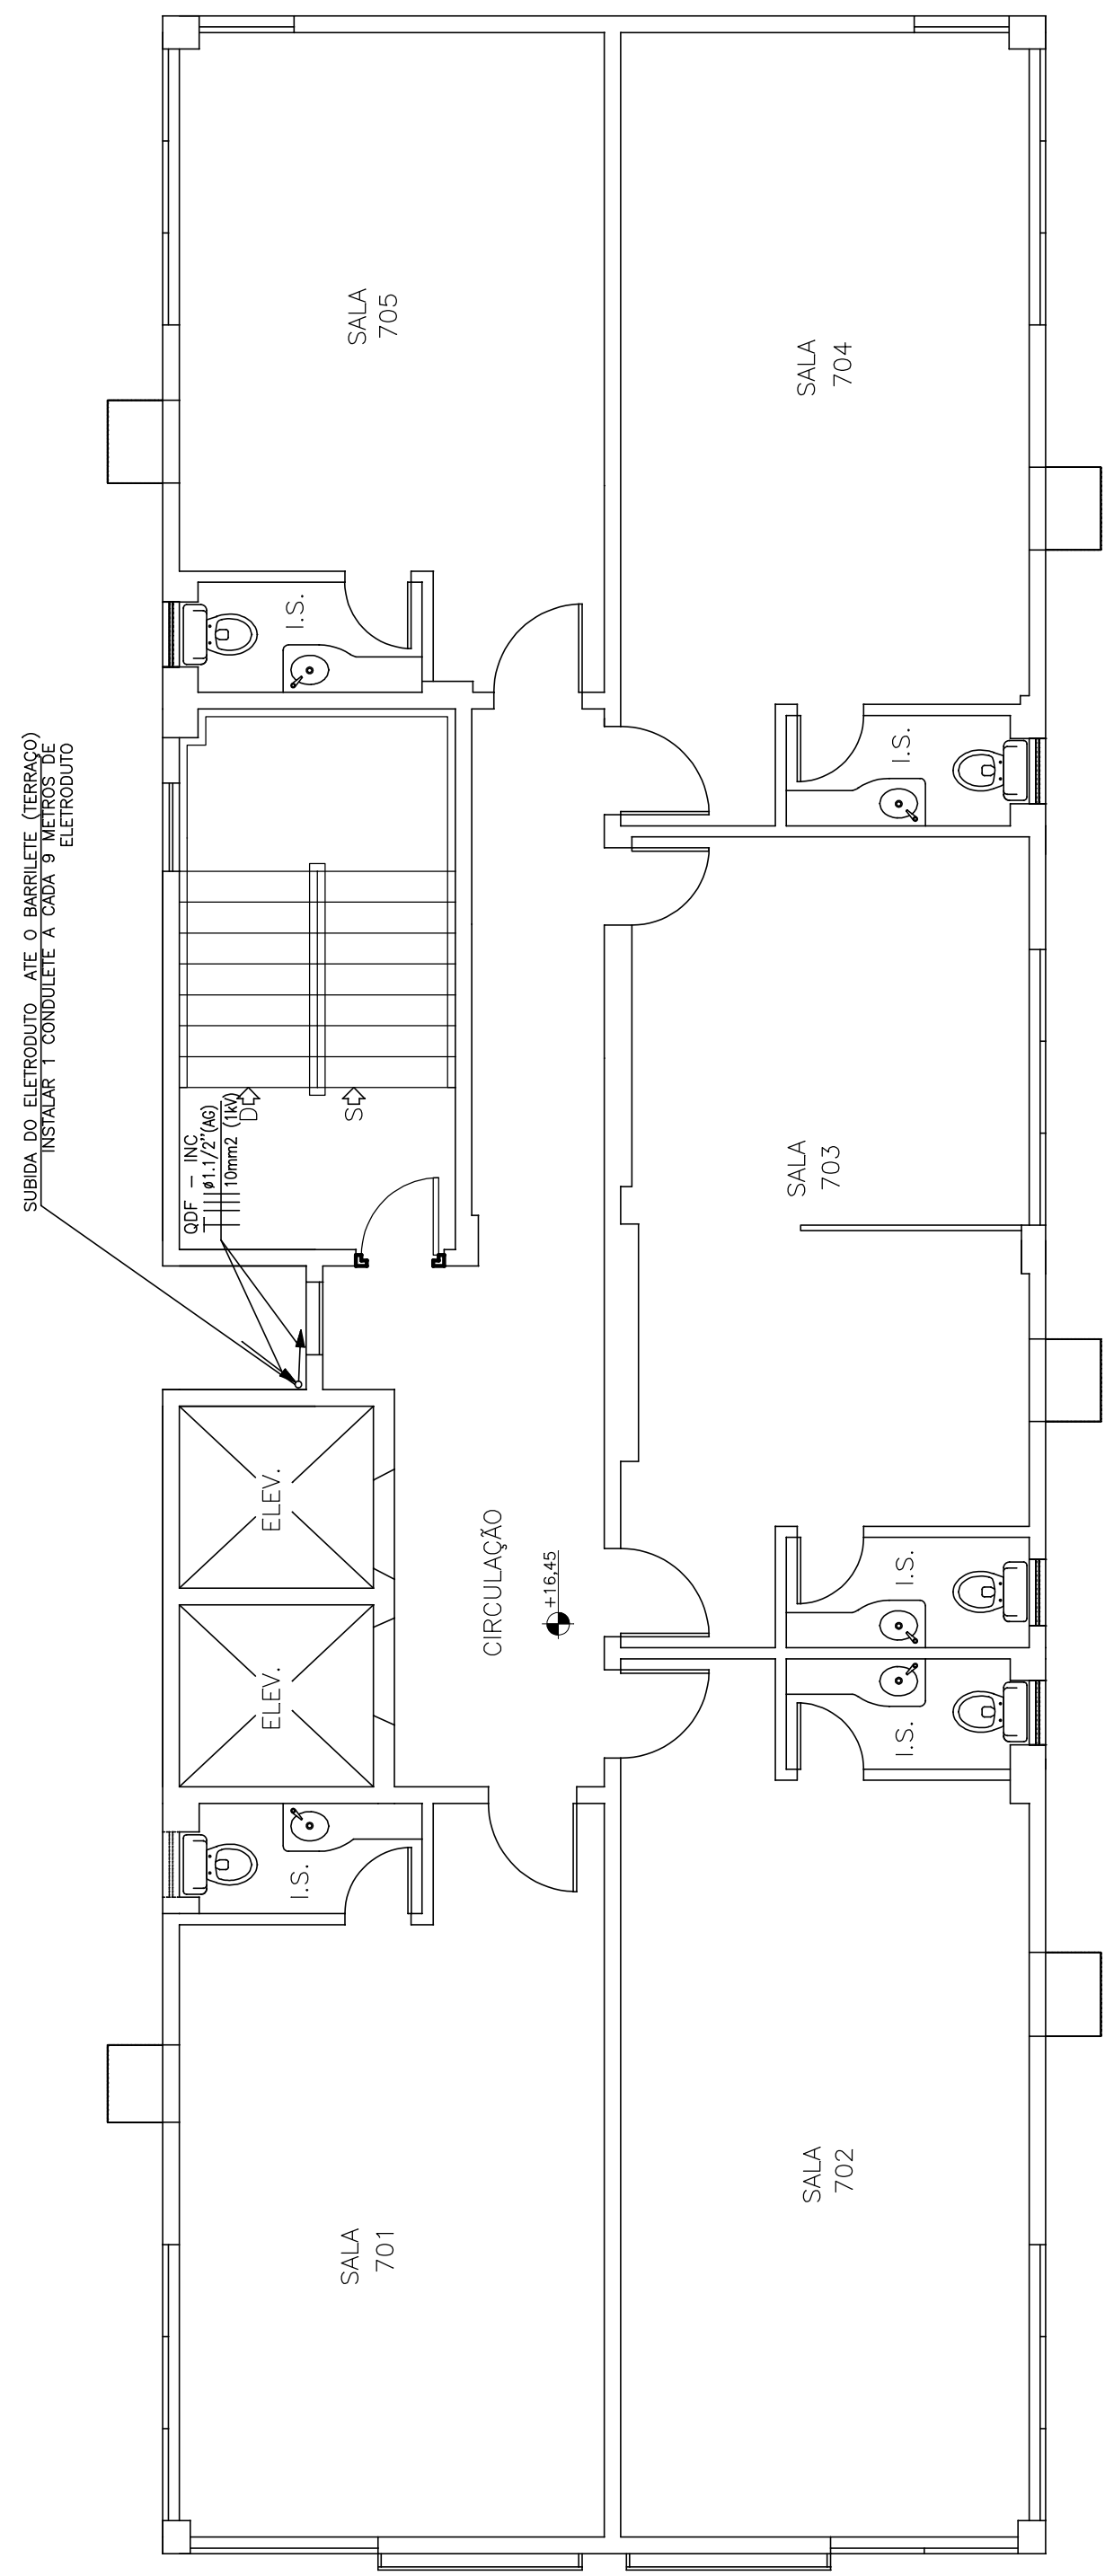 SALA
705
SALA
704
I.S.
I.S.
SUBIDA DO ELETRODUTO ATE O BARRILETE (TERRAÇO)
INSTALAR 1 CONDULETE A CADA 9 METROS DE
ELETRODUTO
D
S
QDF - INC
ø1.1/2"(AG)
10mm2 (1kV)
SALA
703
ELEV.
CIRCULAÇÃO
+16,45
I.S.
ELEV.
I.S.
I.S.
SALA
702
SALA
701